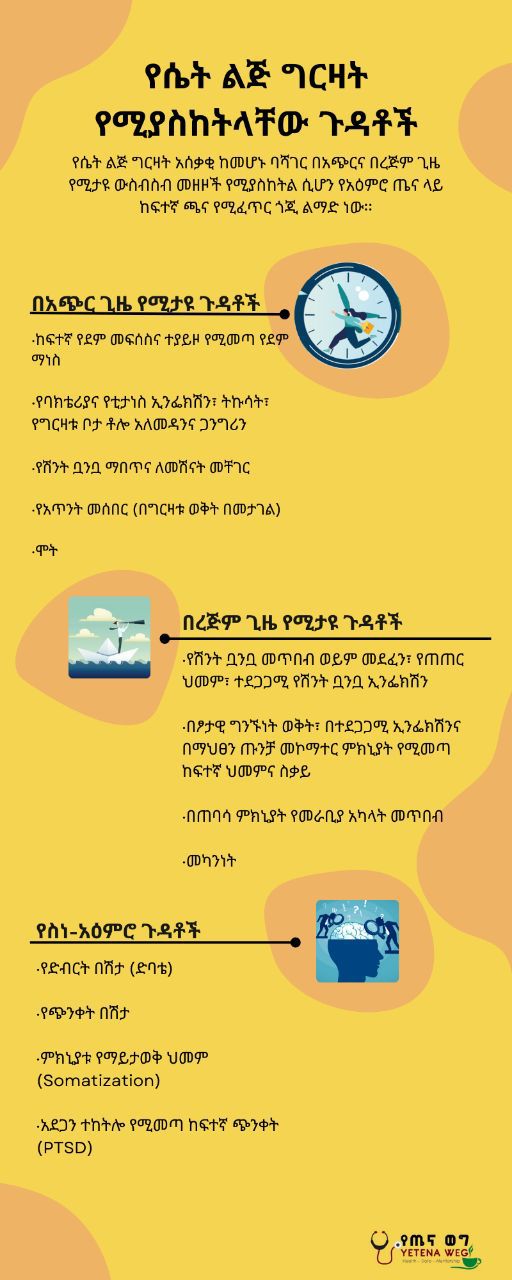 የሴት ልጅ ግርዛት
የሚያስከትላቸው ጉዳቶች
የሴት ልጅ ግርዛት አሰቃቂ ከመሆኑ ባሻገር በአጭርና በረጅም ጊዜ
የሚታዩ ውስብስብ መዘዞች የሚያስከትል ሲሆን የአዕምሮ ጤና ላይ
ከፍተኛ ጫና የሚፈጥር ጎጂ ልማድ ነው።
በአጭር ጊዜ የሚታዩ ጉዳቶች
·ከፍተኛ የደም መፍሰስና ተያይዞ የሚመጣ የደም
ማነስ
·የባክቴሪያና የቲታነስ ኢንፌክሽን፣ ትኩሳት፣
የግርዛቱ ቦታ ቶሎ አለመዳንና ጋንግሪን
·የሽንት ቧንቧ ማበጥና ለመሽናት መቸገር
·የአጥንት መሰበር (በግርዛቱ ወቅት በመታገል)
·ሞት
በረጅም ጊዜ የሚታዩ ጉዳቶች
·የሽንት ቧንቧ መጥበብ ወይም መደፈን፣ የጠጠር
ህመም፣ ተደጋጋሚ የሽንት ቧንቧ ኢንፌክሽን
·በፆታዊ ግንኙነት ወቅት፣ በተደጋጋሚ ኢንፌክሽንና
በማህፀን ጡንቻ መኮማተር ምክኒያት የሚመጣ
ከፍተኛ ህመምና ስቃይ
·በጠባሳ ምክኒያት የመራቢያ አካላት መጥበብ
·መካንነት
የስነ-አዕምሮ ጉዳቶች
·የድብርት በሽታ (ድባቴ)
·የጭንቀት በሽታ
·ምክኒያቱ የማይታወቅ ህመም
(Somatization)
·አደጋን ተከትሎ የሚመጣ ከፍተኛ ጭንቀት
(PTSD)
የጤና ወግ
YETENA WEG
Health - Care - Mentorship